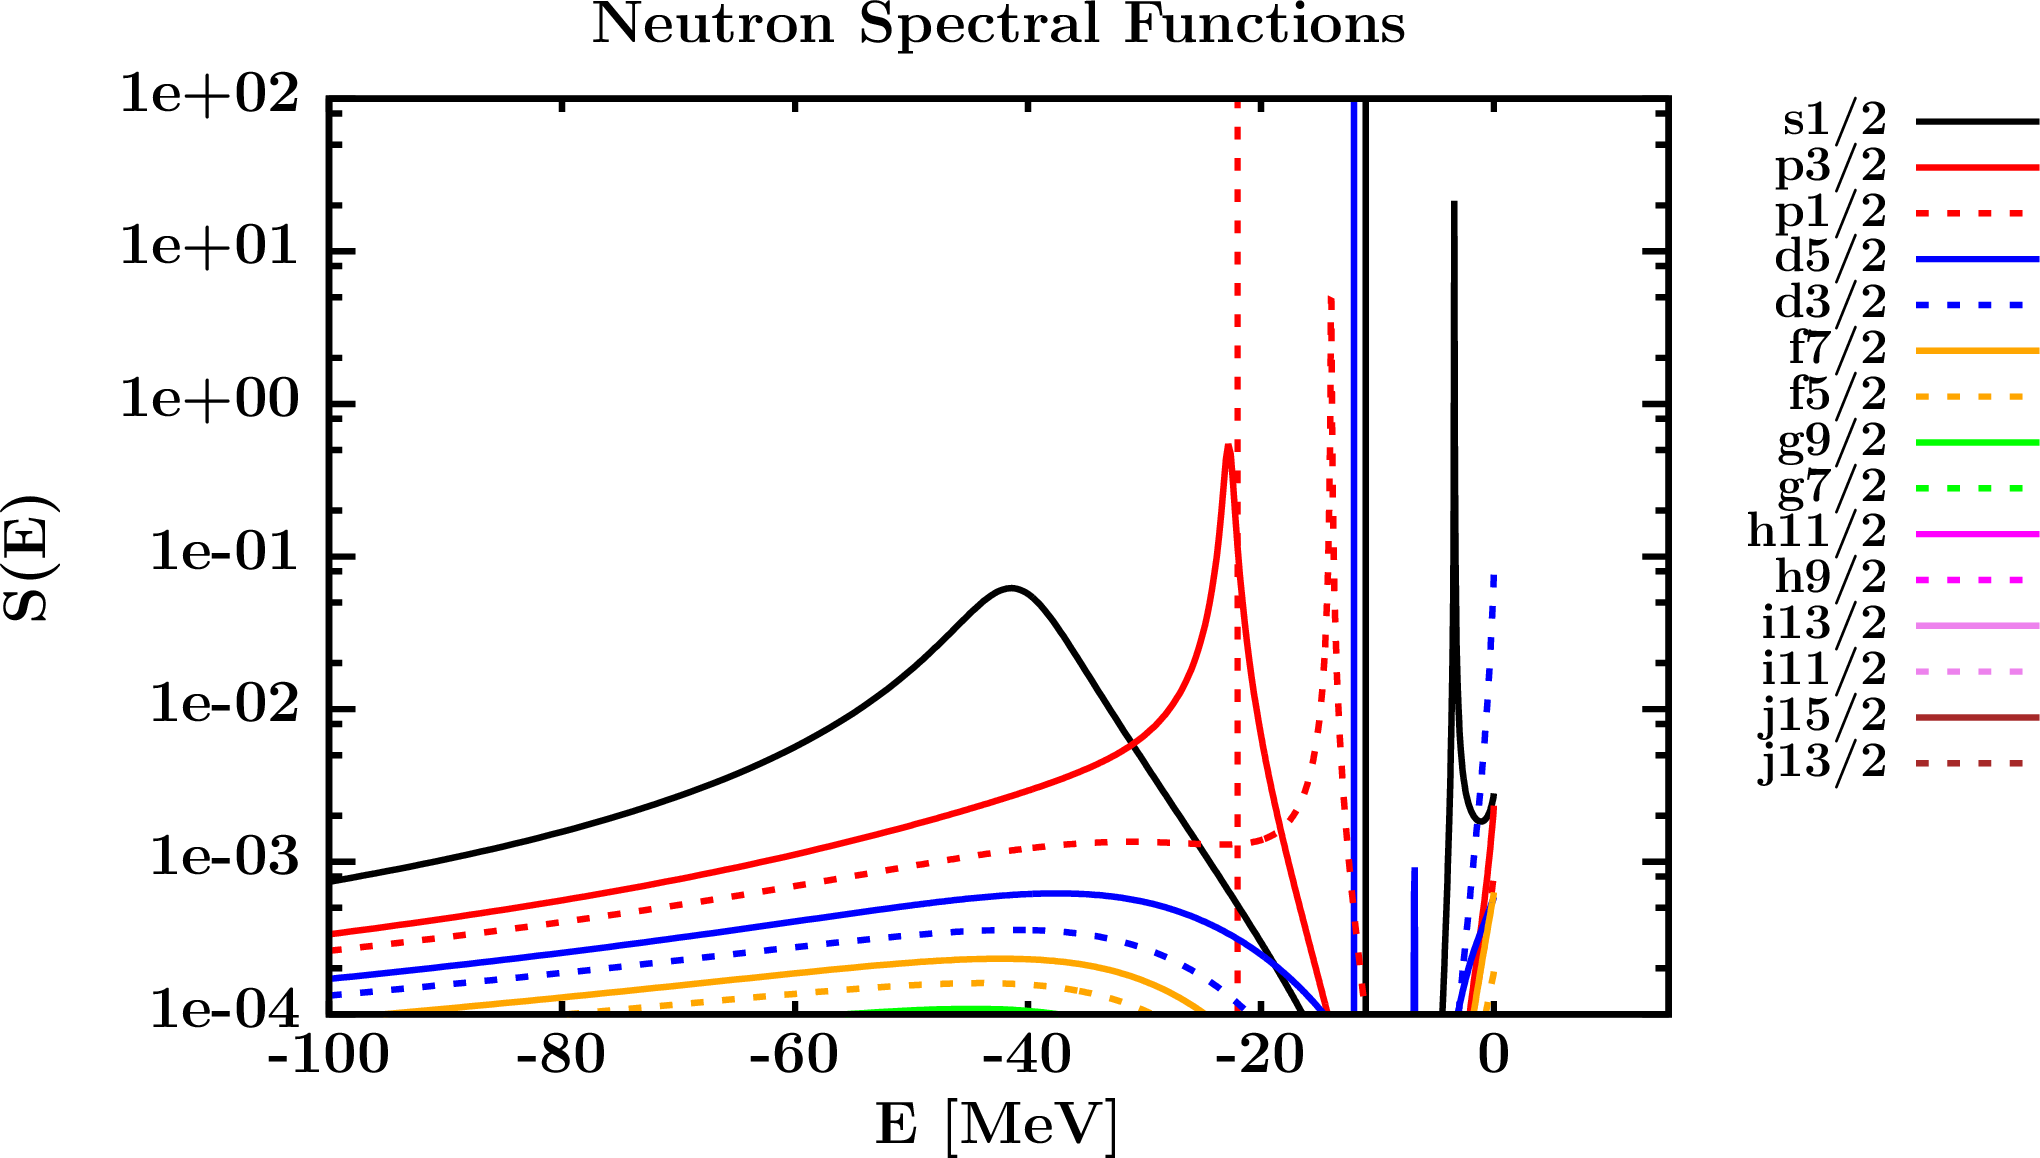 Neutron Spectral Functions
1e+02
1e+01
1e+00
1e-01
1e-02
1e-03
1e-04
S(E)
-100 -80 -60 -40 -20 0
E [MeV]
s1/2
p3/2
p1/2
d5/2
d3/2
f7/2
f5/2
g9/2
g7/2
h11/2
h9/2
i13/2
i11/2
j15/2
j13/2